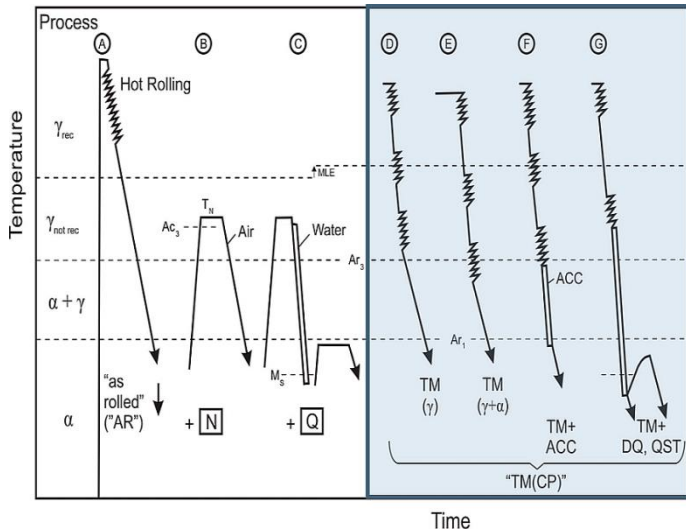 Process
A B C D E F G
Hot Rolling
Temperature
γrec
MLE
γnot rec
TN
Ac3
Air
Water
Ar3
α + γ
ACC
Ar1
MS
"as rolled" ("AR")
α
+ N
+ Q
TM (γ)
TM (γ+α)
TM+ ACC
TM+ DQ, QST
"TM(CP)"
Time